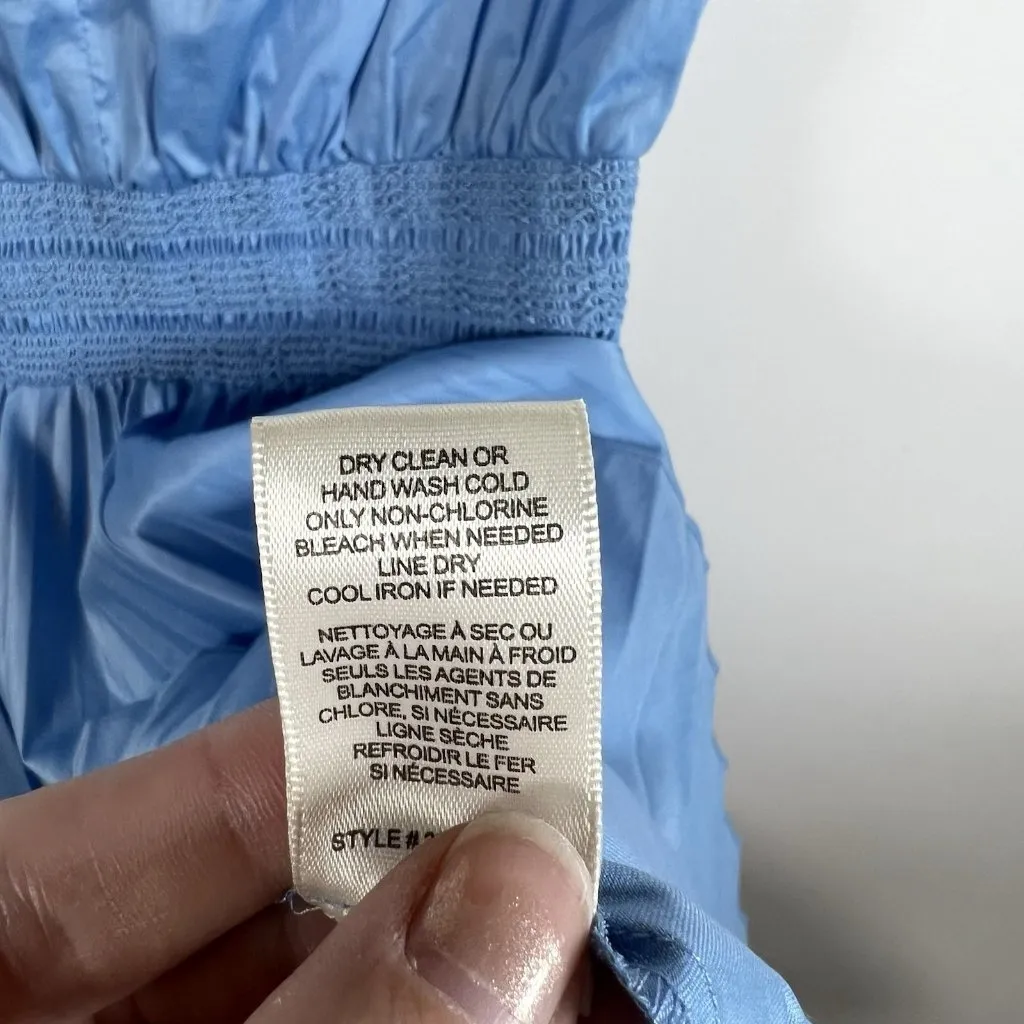 DRY CLEAN OR
HAND WASH COLD
ONLY NON-CHLORINE
BLEACH WHEN NEEDED
LINE DRY
COOL IRON IF NEEDED
NETTOYAGE À SEC OU
LAVAGE À LA MAIN À FROID
SEULS LES AGENTS DE
BLANCHIMENT SANS
CHLORE, SI NÉCESSAIRE
LIGNE SÈCHE
REFROIDIR LE FER
SI NÉCESSAIRE
STYLE #